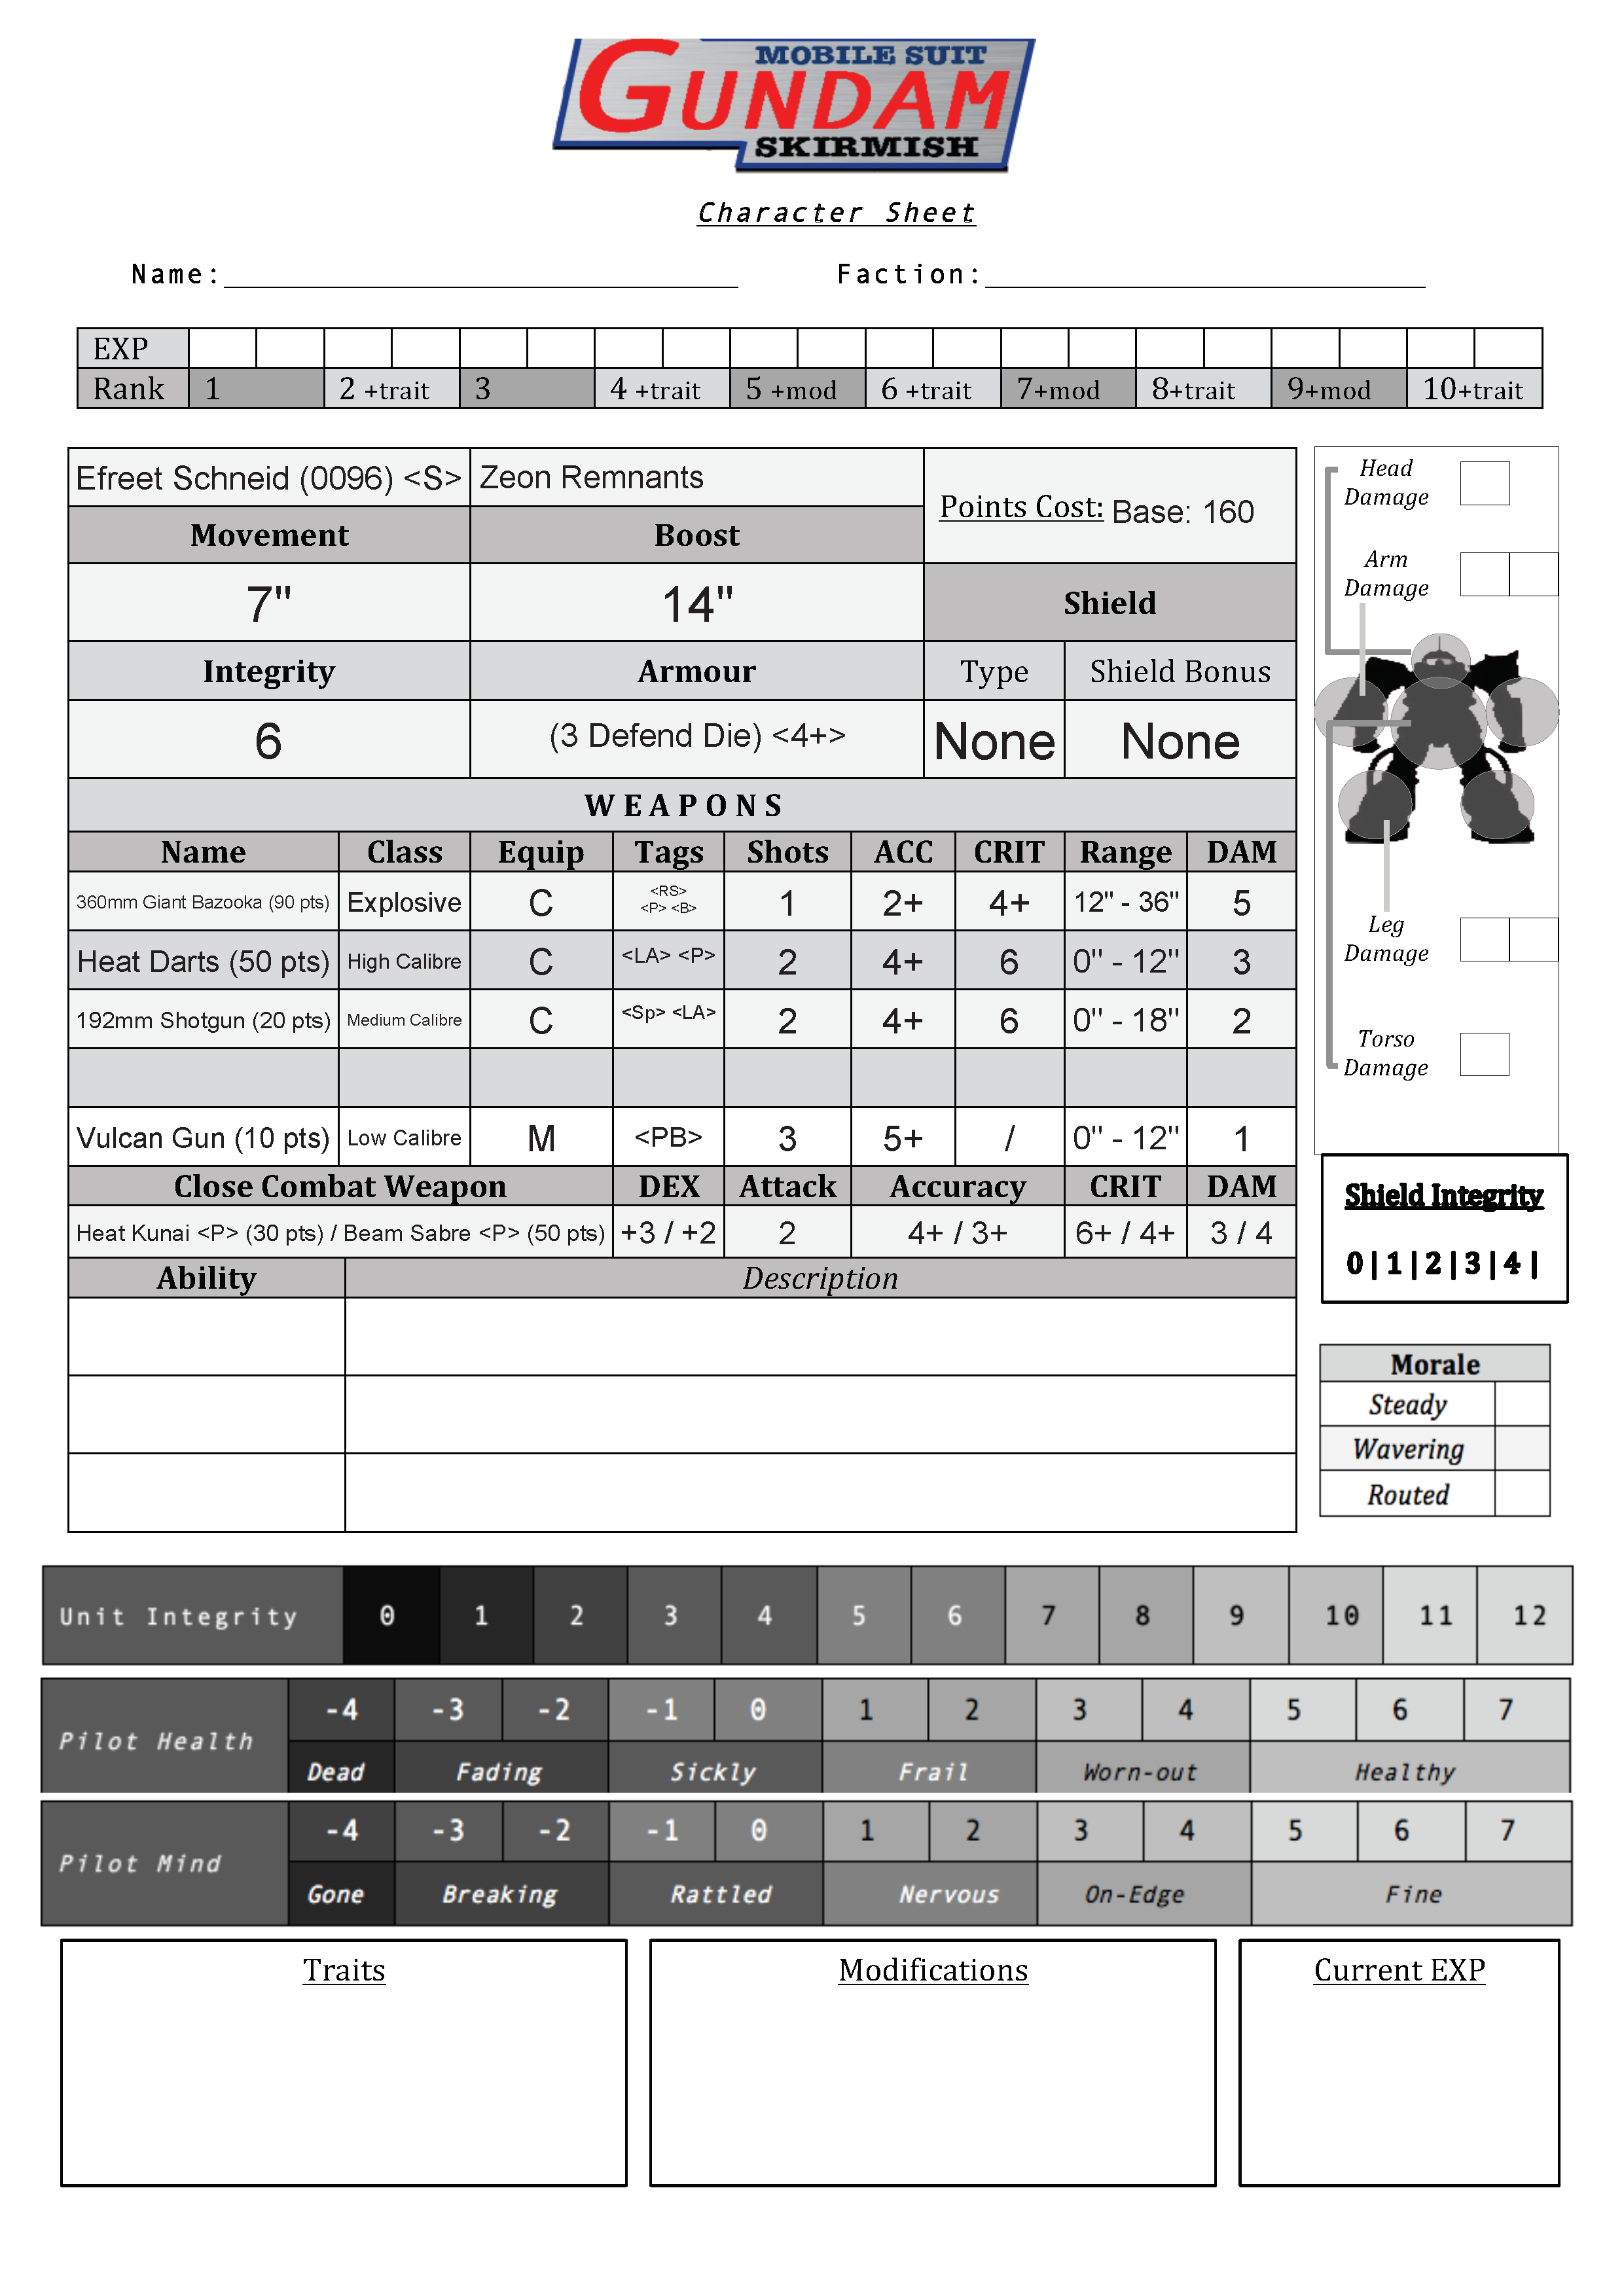 MOBILE SUIT
GUNDAM
SKIRMISH
Character Sheet
Name: Faction:
EXP
Rank 1 2 +trait 3 4 +trait 5 +mod 6 +trait 7+mod 8+trait 9+mod 10+trait
Efreet Schneid (0096) <S> Zeon Remnants Points Cost: Base: 160
Movement Boost
7" 14" Shield
Integrity Armour Type Shield Bonus
6 (3 Defend Die) <4+> None None
WEAPONS
Name Class Equip Tags Shots ACC CRIT Range DAM
360mm Giant Bazooka (90 pts) Explosive C <RS> <P> <B> 1 2+ 4+ 12" - 36" 5
Heat Darts (50 pts) High Calibre C <LA> <P> 2 4+ 6 0" - 12" 3
192mm Shotgun (20 pts) Medium Calibre C <Sp> <LA> 2 4+ 6 0" - 18" 2
Vulcan Gun (10 pts) Low Calibre M <PB> 3 5+ / 0" - 12" 1
Close Combat Weapon DEX Attack Accuracy CRIT DAM
Heat Kunai <P> (30 pts) / Beam Sabre <P> (50 pts) +3 / +2 2 4+ / 3+ 6+ / 4+ 3 / 4
Ability Description
Head
Damage
Arm
Damage
Leg
Damage
Torso
Damage
Shield Integrity
0|1|2|3|4|
Morale
Steady
Wavering
Routed
Unit Integrity 0 1 2 3 4 5 6 7 8 9 10 11 12
Pilot Health -4 -3 -2 -1 0 1 2 3 4 5 6 7
Dead Fading Sickly Frail Worn-out Healthy
Pilot Mind -4 -3 -2 -1 0 1 2 3 4 5 6 7
Gone Breaking Rattled Nervous On-Edge Fine
Traits Modifications Current EXP